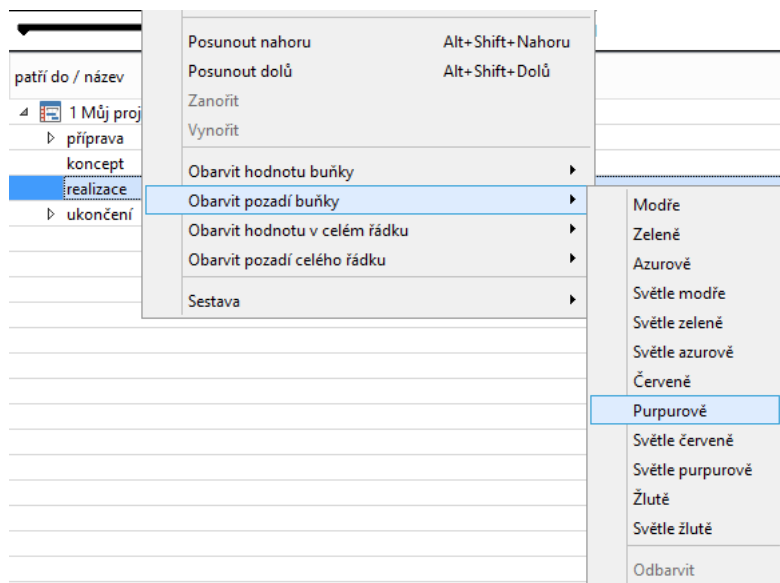 patří do / název
1 Můj proj
příprava
koncept
realizace
ukončení
Posunout nahoru Alt+Shift+Nahoru
Posunout dolů Alt+Shift+Dolů
Zanořit
Vynořit
Obarvit hodnotu buňky
Obarvit pozadí buňky
Obarvit hodnotu v celém řádku
Obarvit pozadí celého řádku
Sestava
Modře
Zeleně
Azurově
Světle modře
Světle zeleně
Světle azurově
Červeně
Purpurově
Světle červeně
Světle purpurově
Žlutě
Světle žlutě
Odbarvit